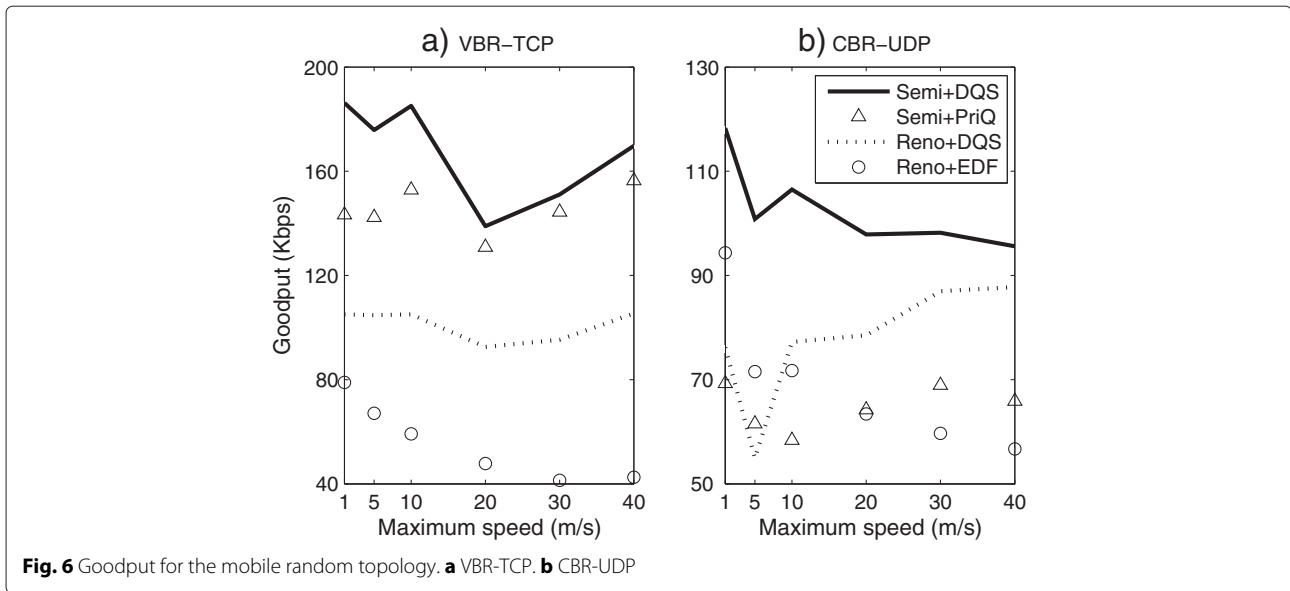 a) VBR−TCP
200
160
120
80
40
Goodput (Kbps)
1 5 10 20 30 40
Maximum speed (m/s)
b) CBR−UDP
130
110
90
70
50
Semi+DQS
Semi+PriQ
Reno+DQS
Reno+EDF
1 5 10 20 30 40
Maximum speed (m/s)
Fig. 6 Goodput for the mobile random topology. a VBR-TCP. b CBR-UDP